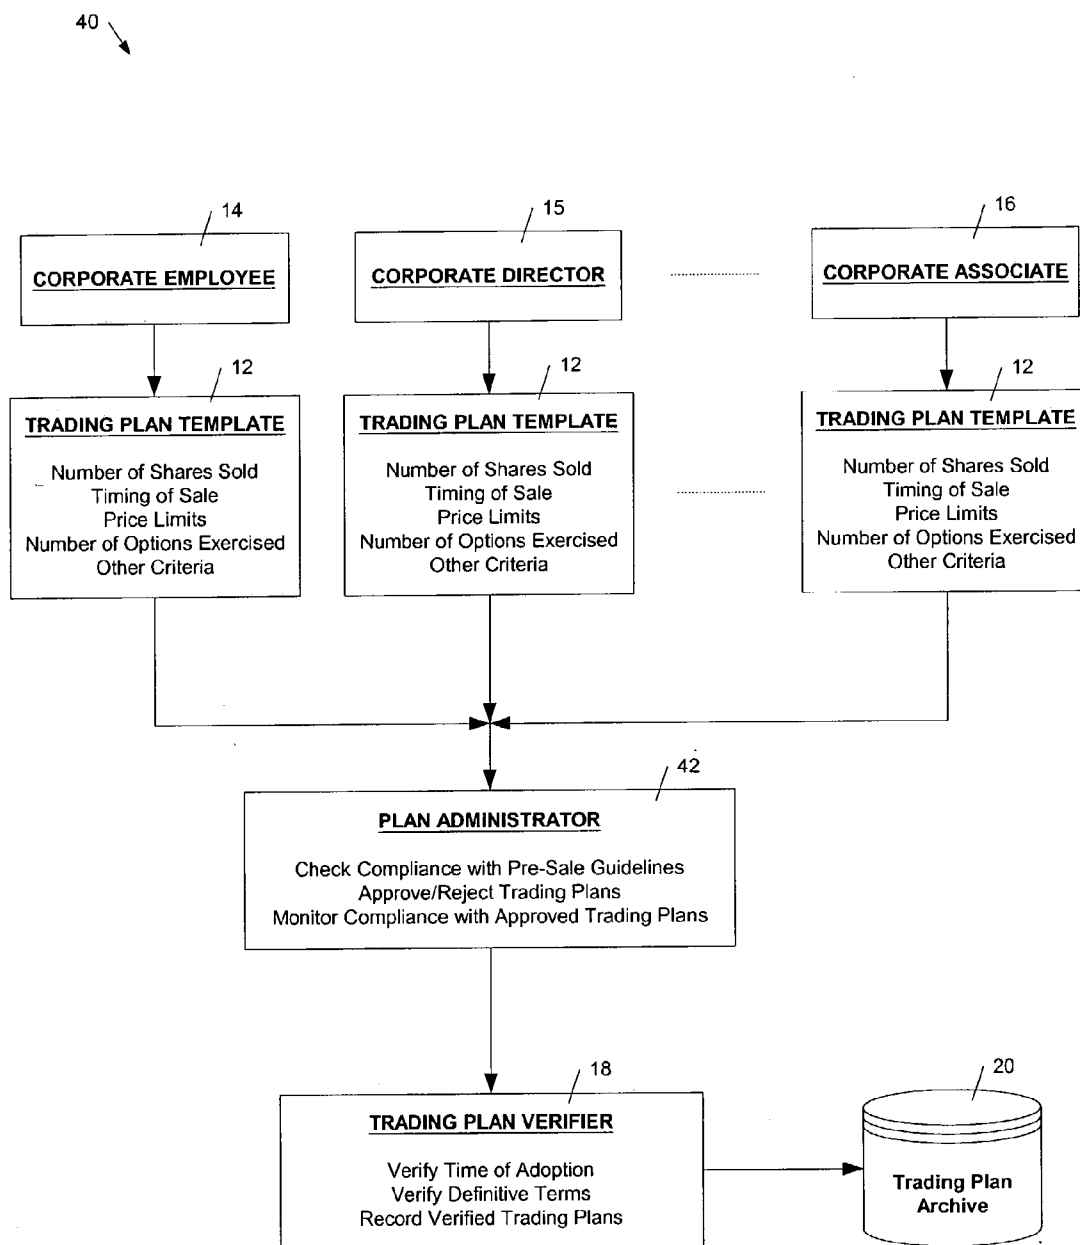 40
14
15
16
CORPORATE EMPLOYEE
CORPORATE DIRECTOR
CORPORATE ASSOCIATE
12
12
12
TRADING PLAN TEMPLATE
Number of Shares Sold
Timing of Sale
Price Limits
Number of Options Exercised
Other Criteria
TRADING PLAN TEMPLATE
Number of Shares Sold
Timing of Sale
Price Limits
Number of Options Exercised
Other Criteria
TRADING PLAN TEMPLATE
Number of Shares Sold
Timing of Sale
Price Limits
Number of Options Exercised
Other Criteria
42
PLAN ADMINISTRATOR
Check Compliance with Pre-Sale Guidelines
Approve/Reject Trading Plans
Monitor Compliance with Approved Trading Plans
18
TRADING PLAN VERIFIER
Verify Time of Adoption
Verify Definitive Terms
Record Verified Trading Plans
20
Trading Plan
Archive